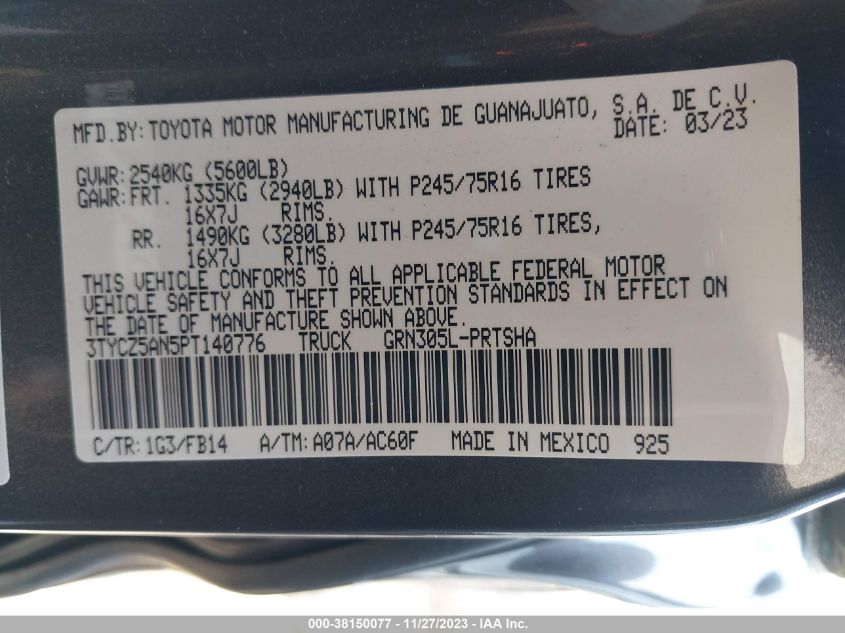 MFD.BY: TOYOTA MOTOR MANUFACTURING DE GUANAJUATO, S.A. DE C.V.
DATE: 03/23
GVWR: 2540KG (5600LB)
GAWR: FRT. 1335KG (2940LB) WITH P245/75R16 TIRES
16X7J RIMS.
RR. 1490KG (3280LB) WITH P245/75R16 TIRES,
16X7J RIMS.
THIS VEHICLE CONFORMS TO ALL APPLICABLE FEDERAL MOTOR
VEHICLE SAFETY AND THEFT PREVENTION STANDARDS IN EFFECT ON
THE DATE OF MANUFACTURE SHOWN ABOVE.
3TYCZ5AN5PT140776 TRUCK GRN305L-PRTSHA
C/TR: 1G3/FB14 A/TM: A07A/AC60F MADE IN MEXICO 925
000-38150077 - 11/27/2023 - IAA Inc.